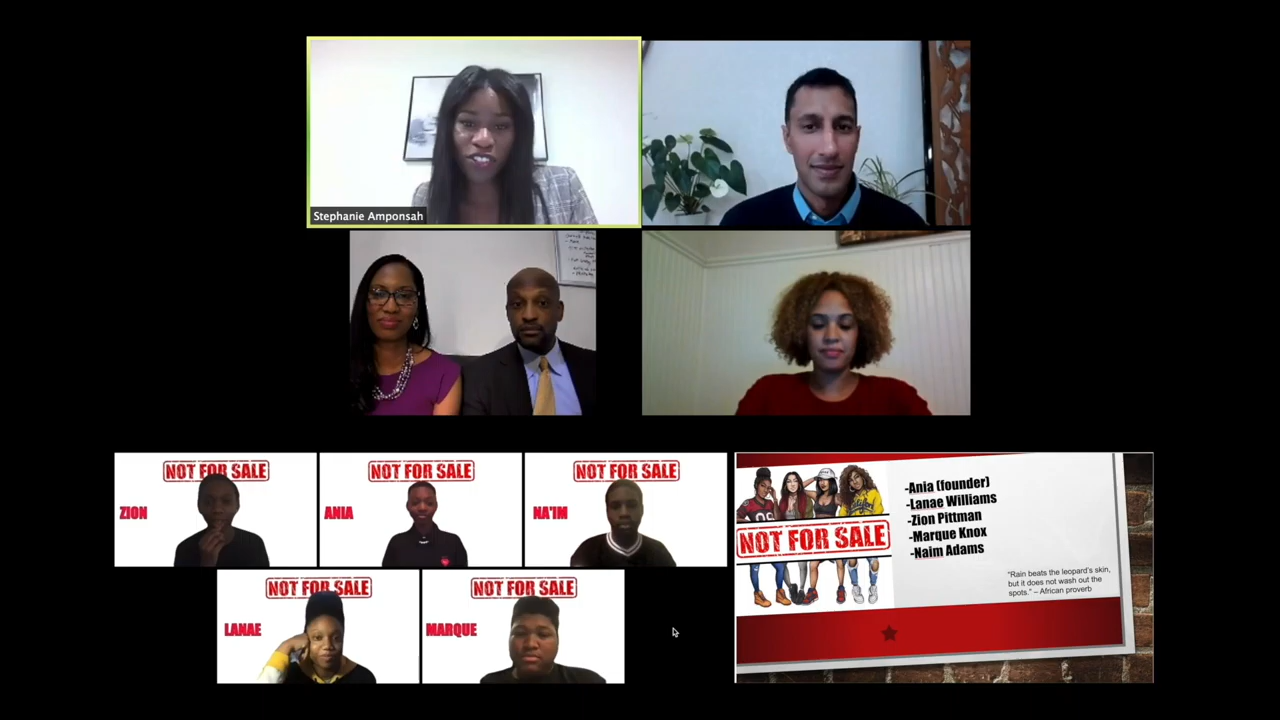 Stephanie Amponsah
NOT FOR SALE
ZION
NOT FOR SALE
ANIA
NOT FOR SALE
NA'IM
NOT FOR SALE
LANAE
NOT FOR SALE
MARQUE
NOT FOR SALE
-Ania (founder)
-Lanae Williams
-Zion Pittman
-Marque Knox
-Naim Adams
“Rain beats the leopard’s skin,
but it does not wash out the
spots.” – African proverb